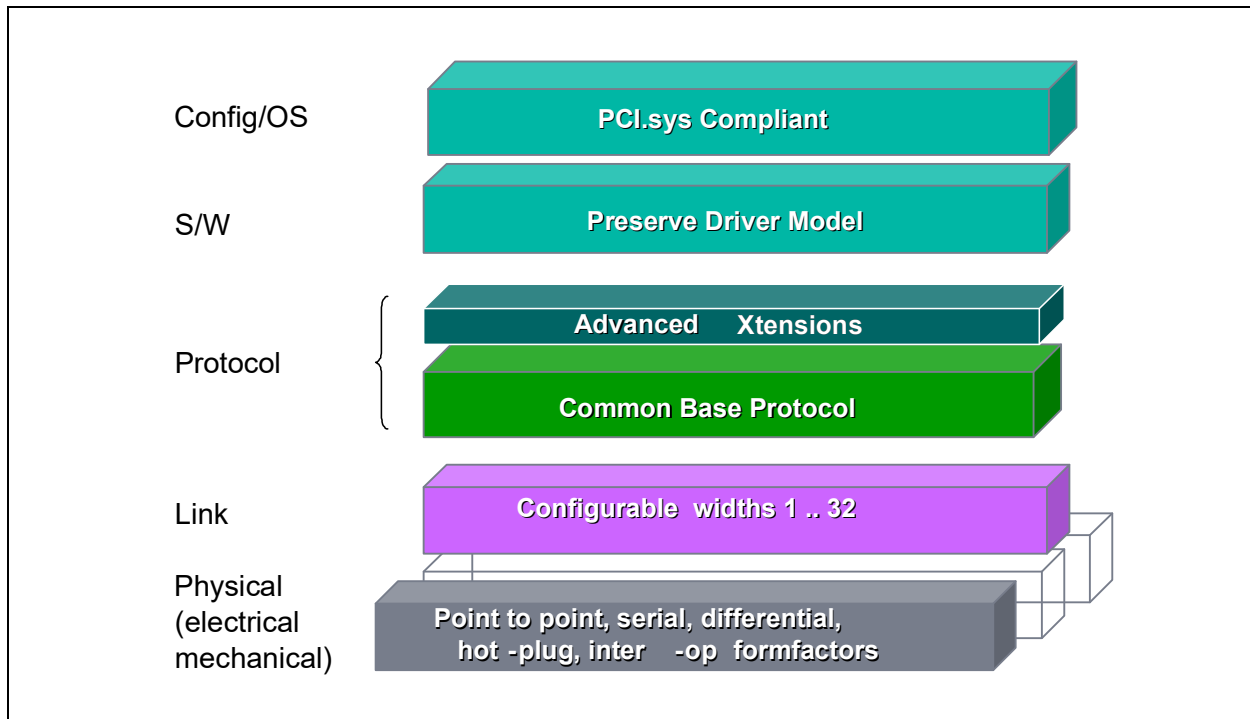 Config/OS
PCI.sys Compliant
S/W
Preserve Driver Model
Protocol
Advanced Xtensions
Common Base Protocol
Link
Configurable widths 1 .. 32
Physical
(electrical
mechanical)
Point to point, serial, differential,
hot -plug, inter -op formfactors